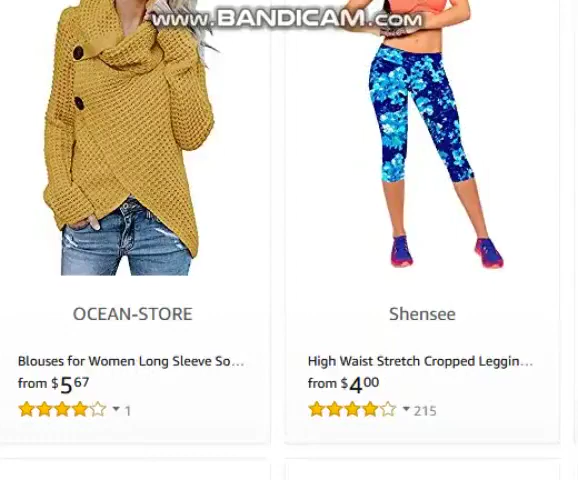 www.BANDICAM.com
OCEAN-STORE
Blouses for Women Long Sleeve So...
from $567
1
Shensee
High Waist Stretch Cropped Leggin...
from $400
215